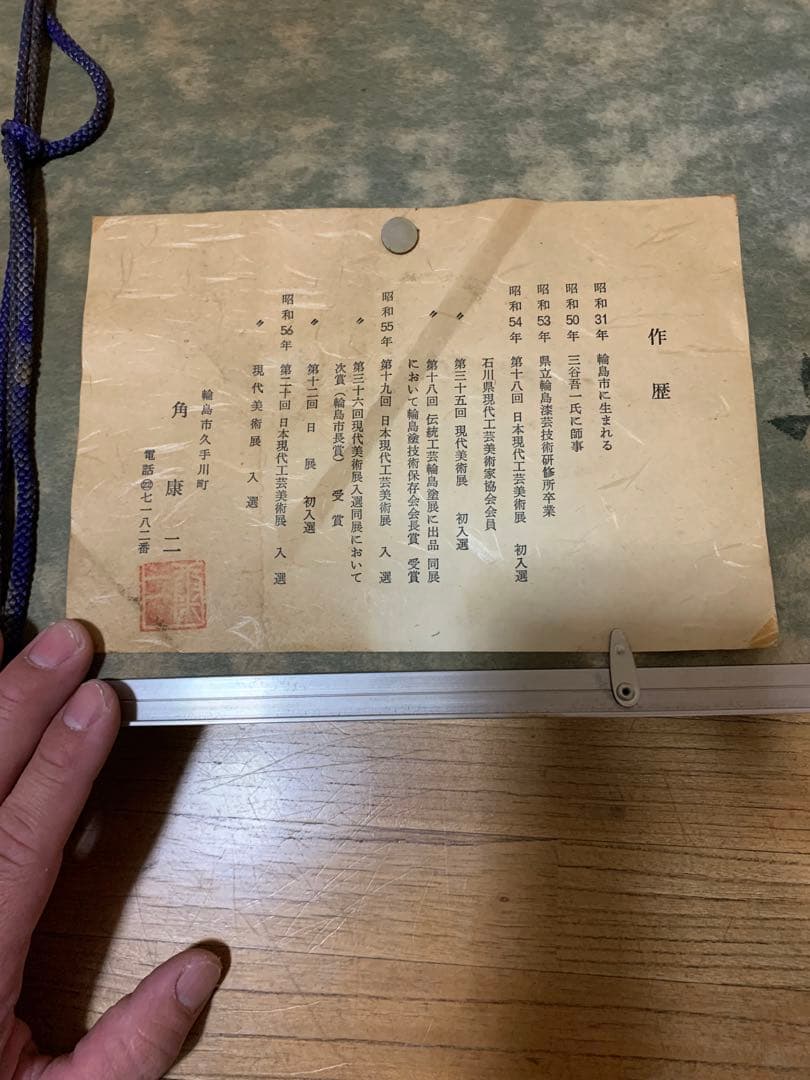 作歴
昭和31年 輪島市に生まれる
昭和50年 三谷吾一氏に師事
昭和53年 県立輪島漆芸技術研修所卒業
昭和54年 第十八回 日本現代工芸美術展 初入選
石川県現代工芸美術家協会会員
〃 第三十五回 現代美術展 初入選
〃 第十八回 伝統工芸輪島塗展に出品 同展
において輪島塗技術保存会会長賞 受賞
昭和55年 第十九回 日本現代工芸美術展 入選
〃 第三十六回現代美術展入選同展において
次賞(輪島市長賞) 受賞
〃 第十二回 日展 初入選
昭和56年 第二十回 日本現代工芸美術展 入選
〃 現代美術展 入選
輪島市久手川町
角康二
電話 七一八二番